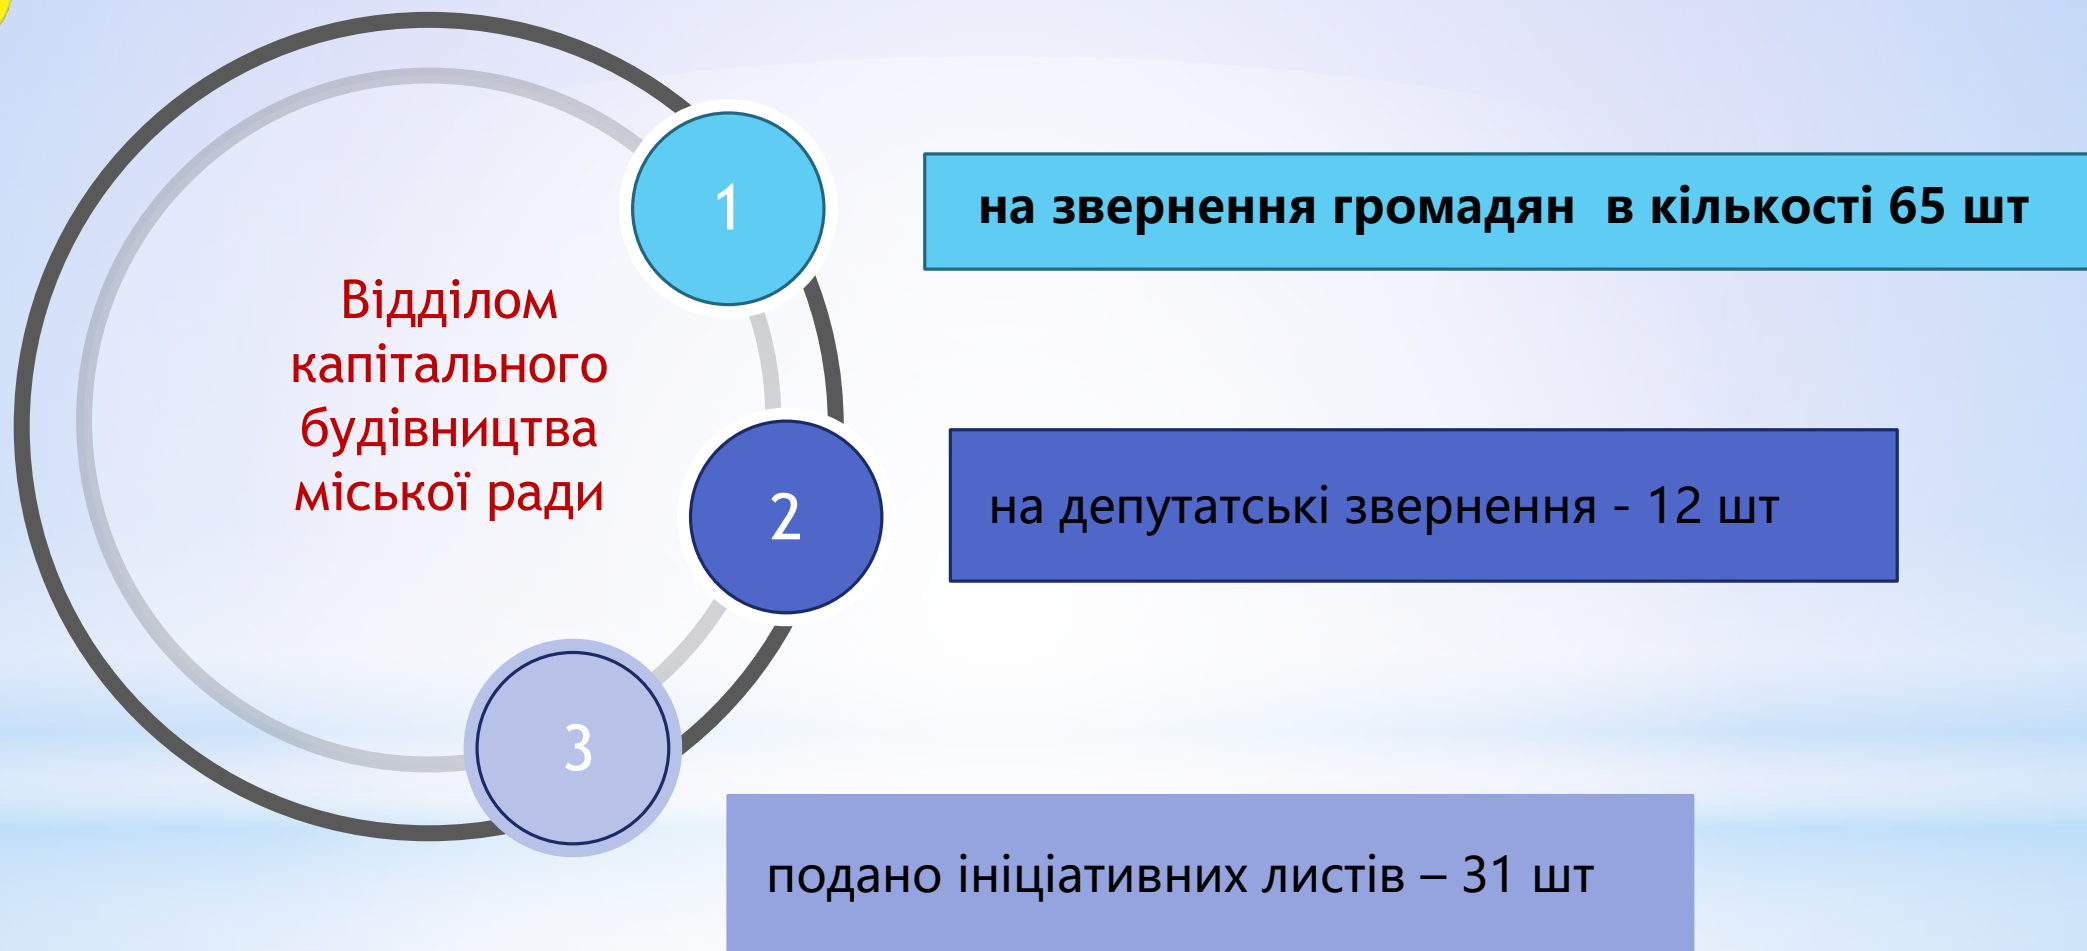 Відділом
капітального
будівництва
міської ради
1
на звернення громадян в кількості 65 шт
2
на депутатські звернення - 12 шт
3
подано ініціативних листів – 31 шт